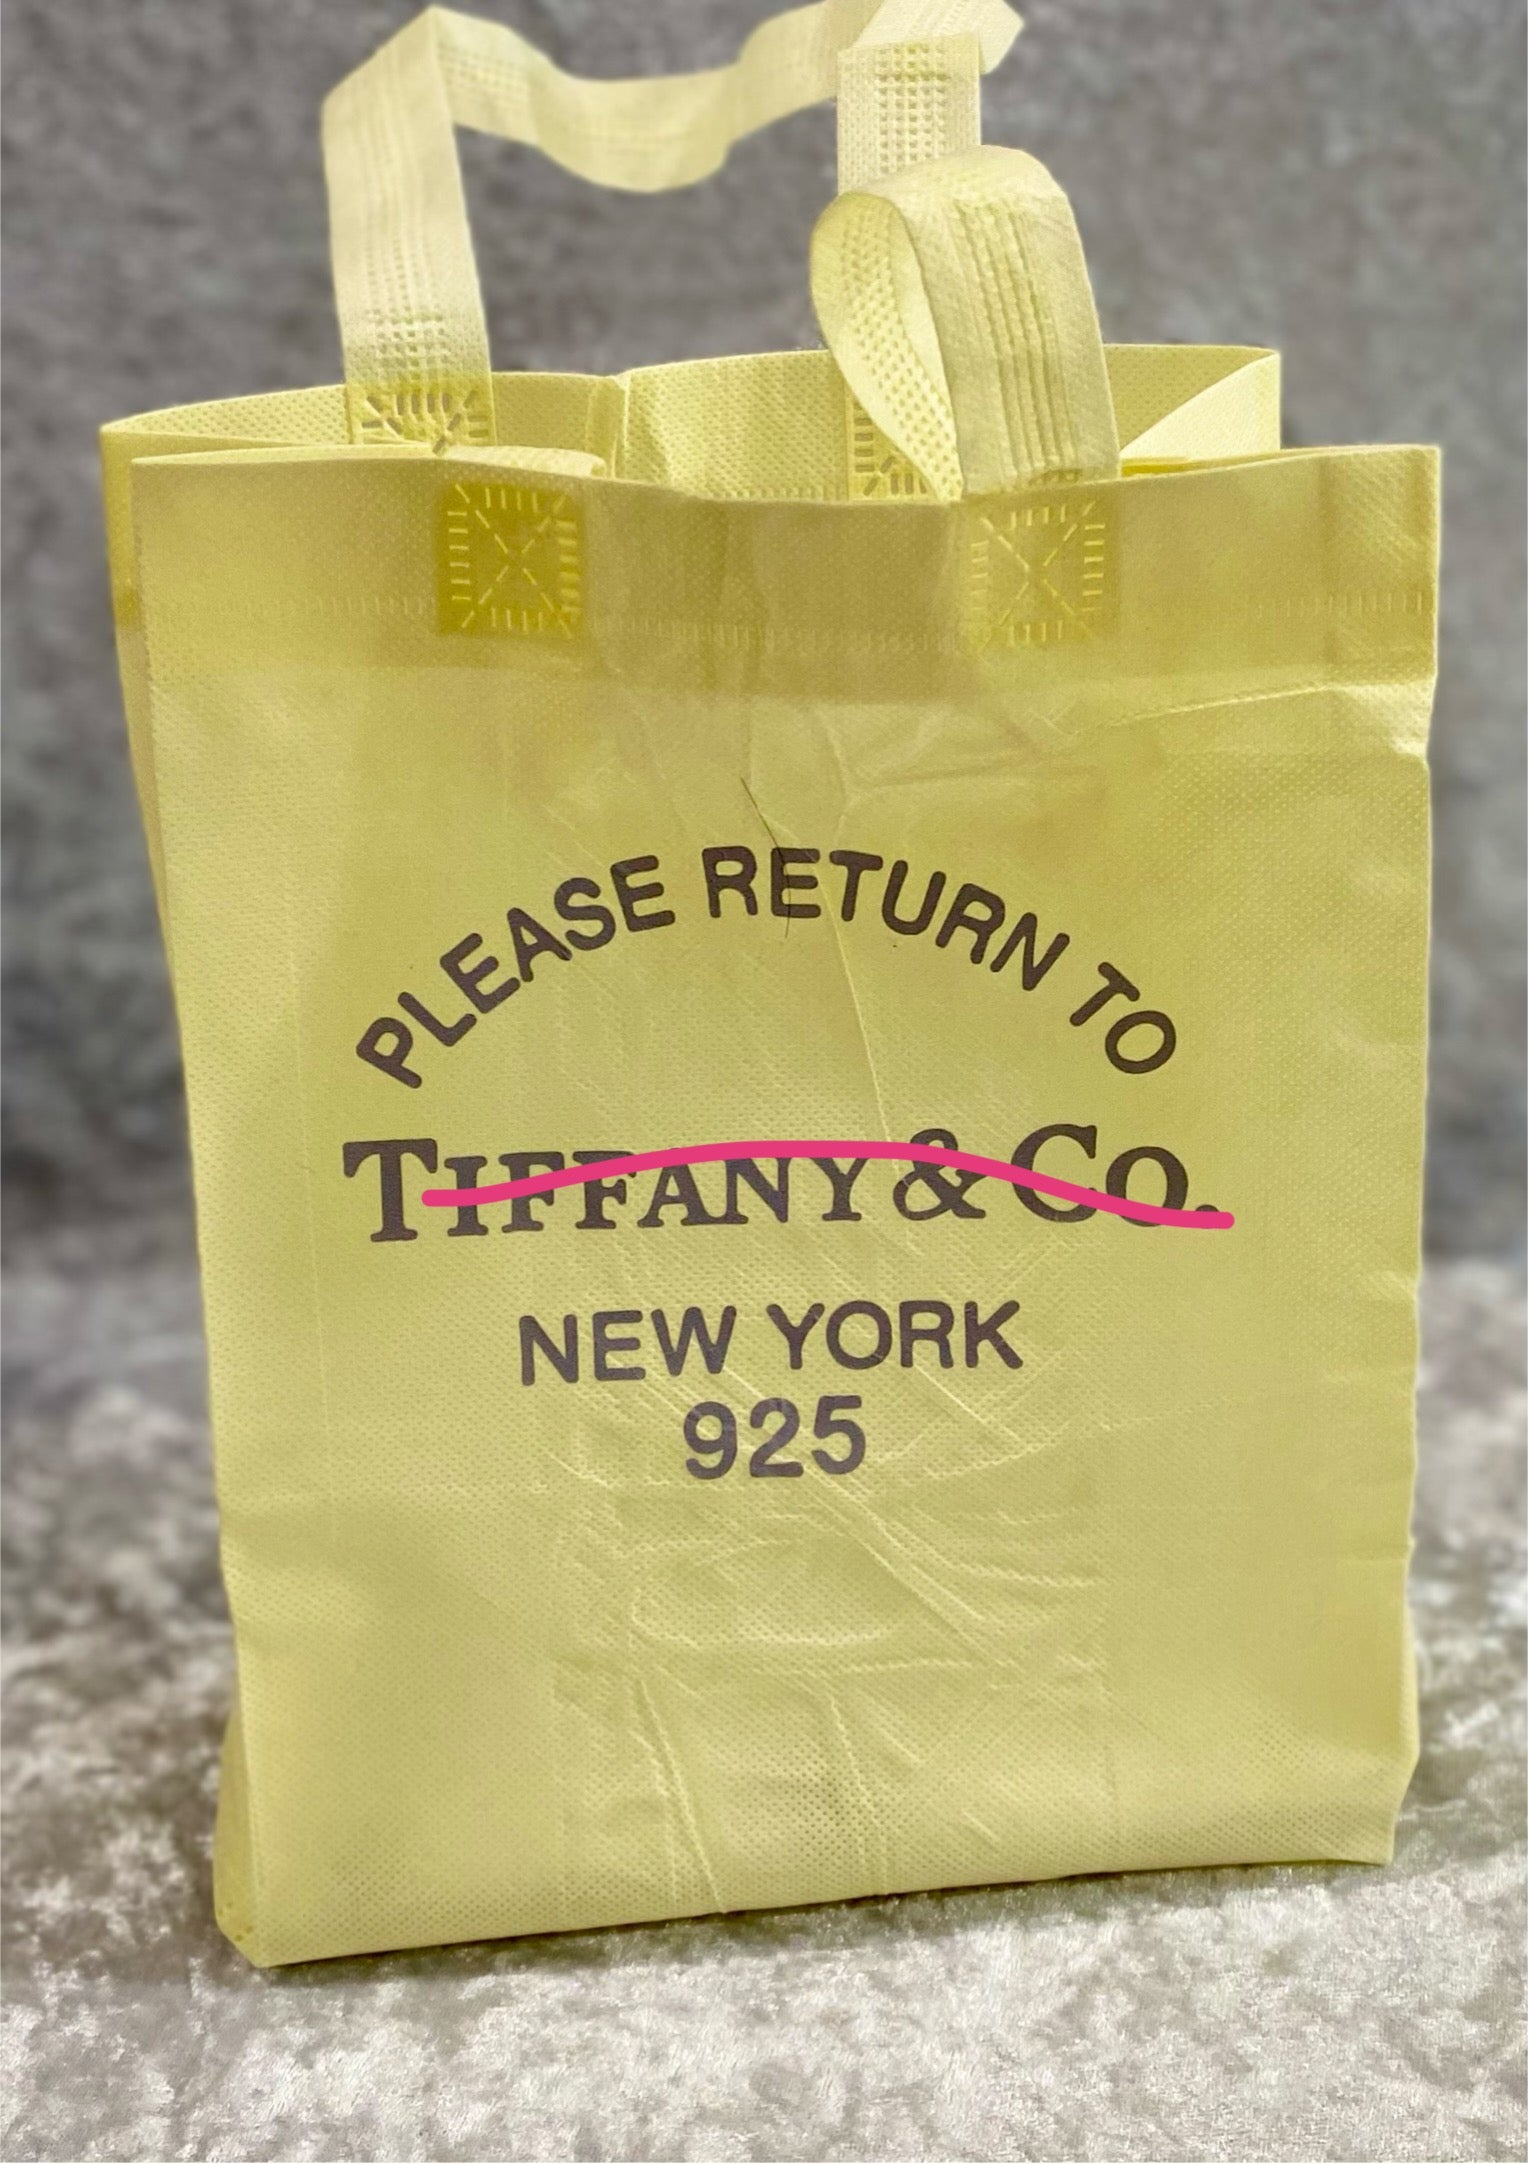 PLEASE RETURN TO
TIFFANY & CO.
NEW YORK
925